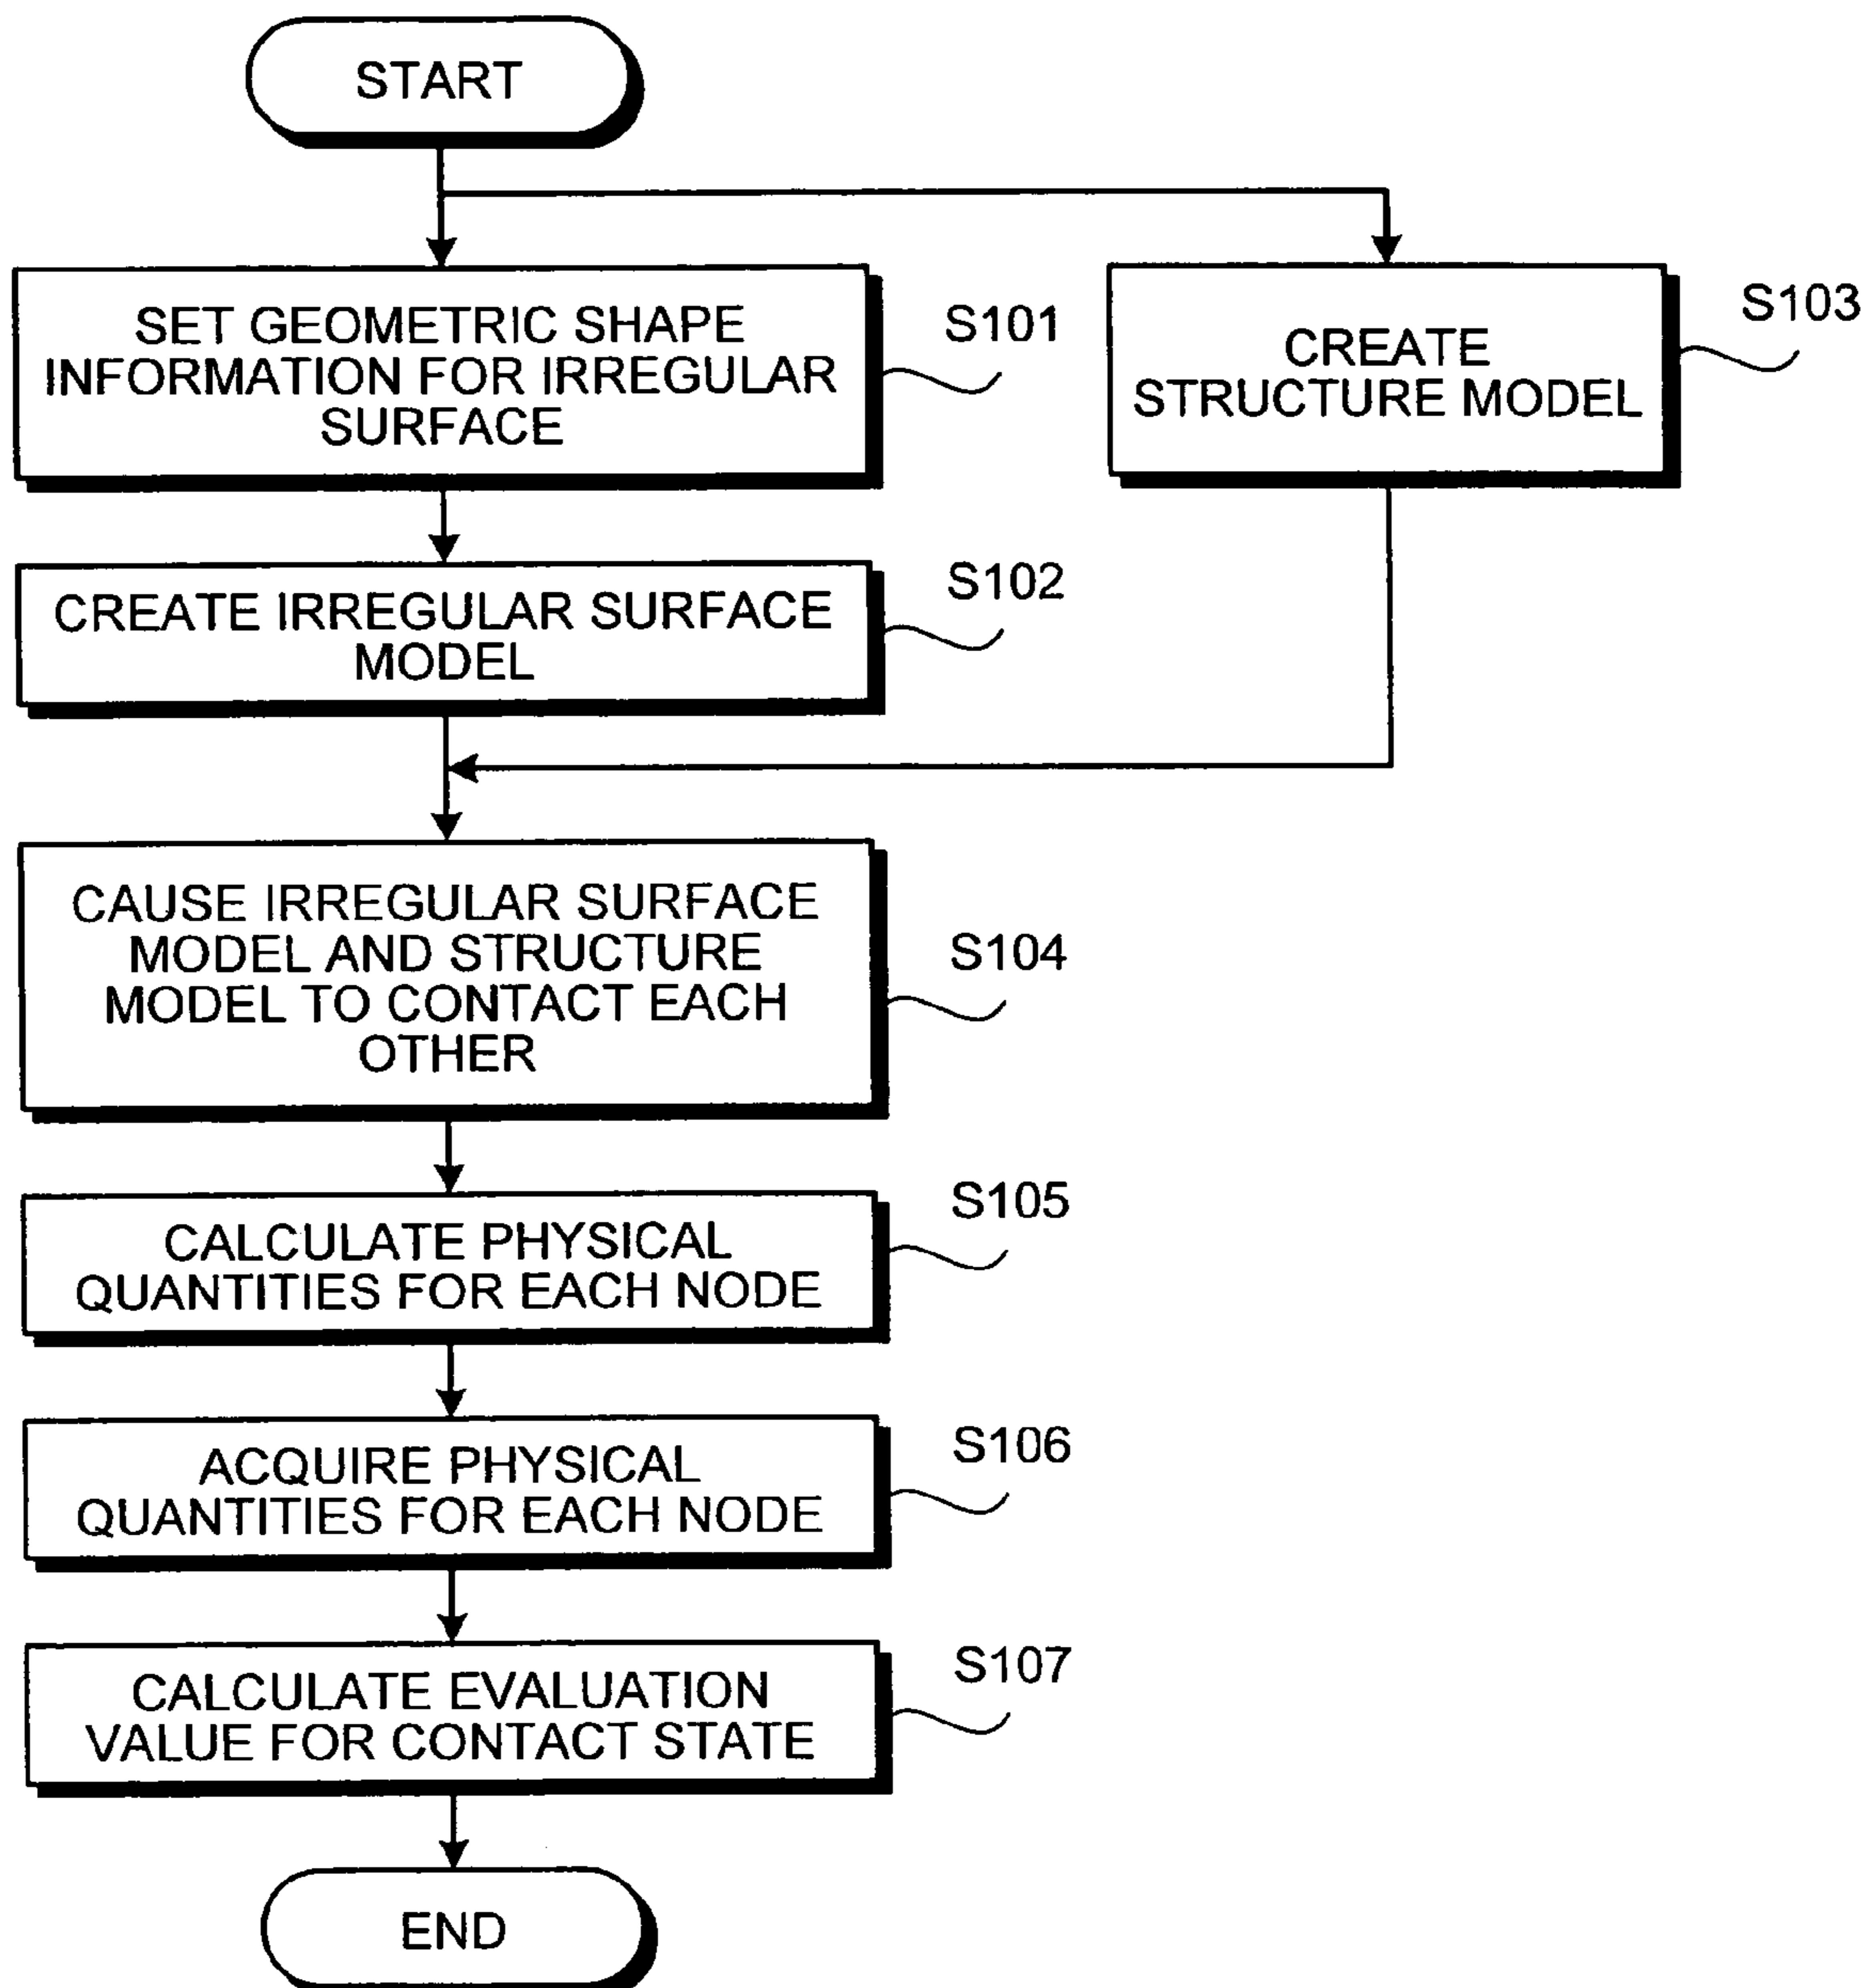 START
SET GEOMETRIC SHAPE
INFORMATION FOR IRREGULAR
SURFACE
S101
CREATE
STRUCTURE MODEL
S103
CREATE IRREGULAR SURFACE
MODEL
S102
CAUSE IRREGULAR SURFACE
MODEL AND STRUCTURE
MODEL TO CONTACT EACH
OTHER
S104
CALCULATE PHYSICAL
QUANTITIES FOR EACH NODE
S105
ACQUIRE PHYSICAL
QUANTITIES FOR EACH NODE
S106
CALCULATE EVALUATION
VALUE FOR CONTACT STATE
S107
END